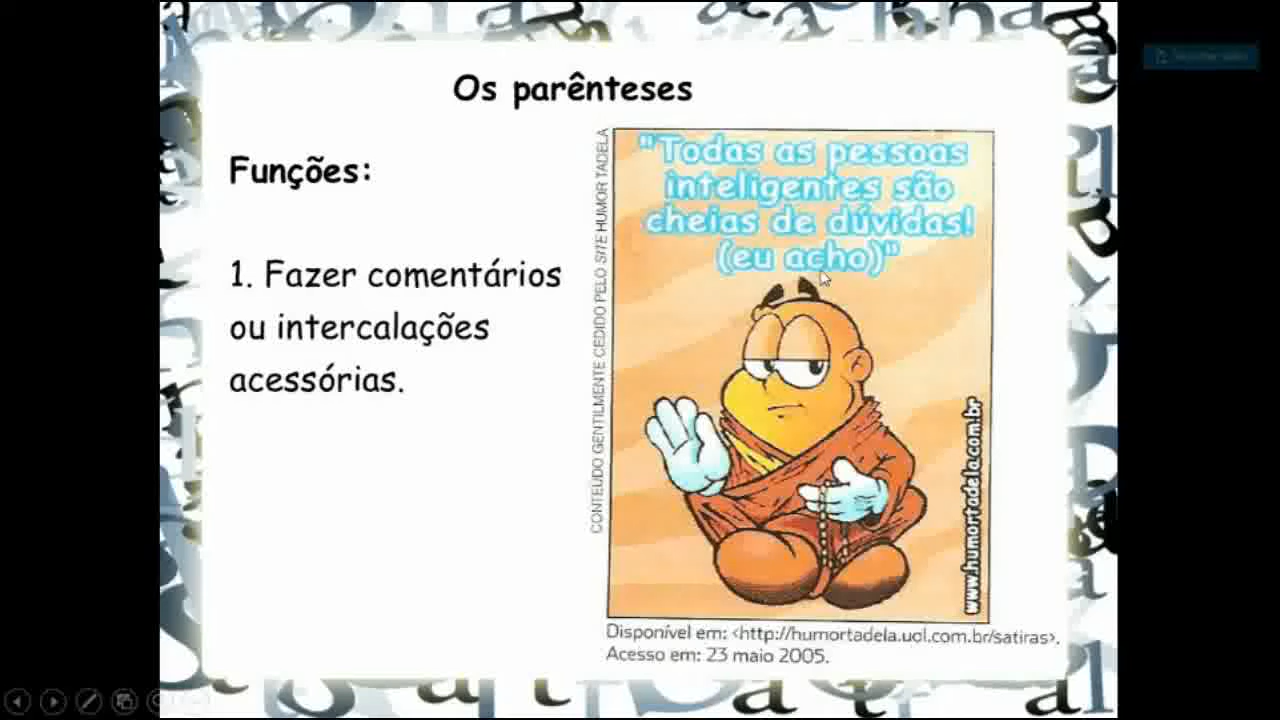 Os parênteses
Funções:
1. Fazer comentários
ou intercalações
acessórias.
CONTEÚDO GENTILMENTE CEDIDO PELO SITE HUMOR TADELA
"Todas as pessoas
inteligentes são
cheias de dúvidas!
(eu acho)"
www.humortadela.com.br
Disponível em: <http://humortadela.uol.com.br/satiras>.
Acesso em: 23 maio 2005.